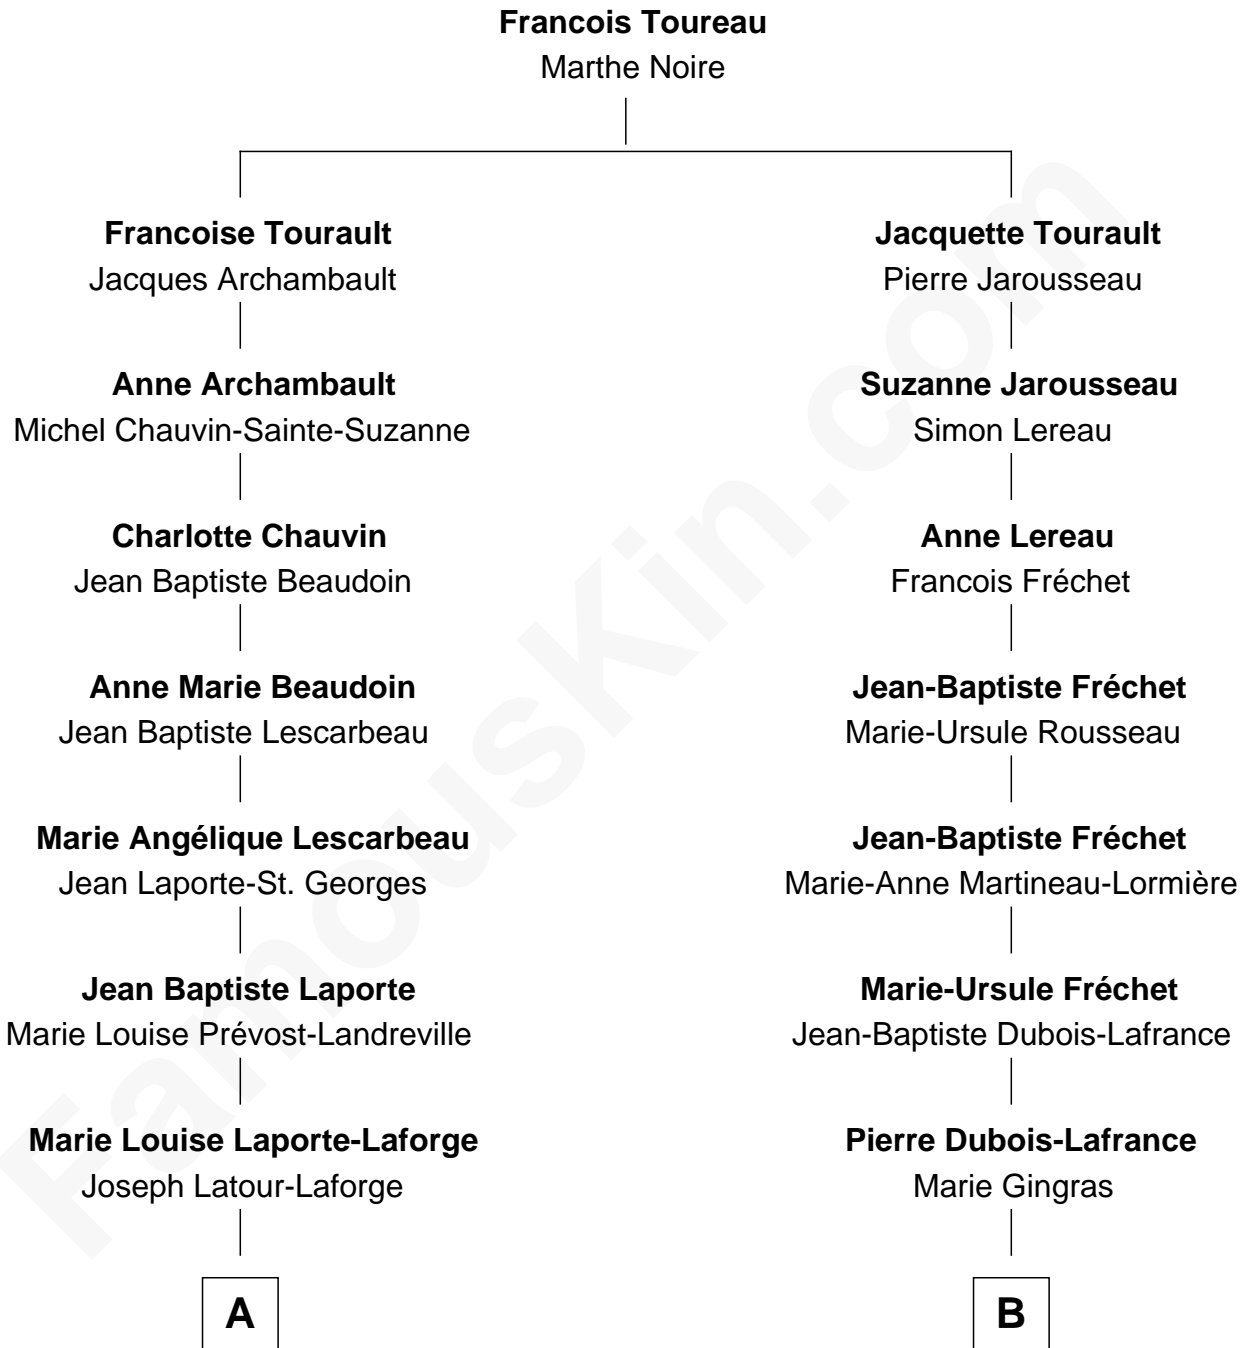 Francois Toureau
Marthe Noire
Francoise Tourault
Jacques Archambault
Jacquette Tourault
Pierre Jarousseau
Anne Archambault
Michel Chauvin-Sainte-Suzanne
Suzanne Jarousseau
Simon Lereau
Charlotte Chauvin
Jean Baptiste Beaudoin
Anne Lereau
Francois Fréchet
Anne Marie Beaudoin
Jean Baptiste Lescarbeau
Jean-Baptiste Fréchet
Marie-Ursule Rousseau
Marie Angélique Lescarbeau
Jean Laporte-St. Georges
Jean-Baptiste Fréchet
Marie-Anne Martineau-Lormière
Jean Baptiste Laporte
Marie Louise Prévost-Landreville
Marie-Ursule Fréchet
Jean-Baptiste Dubois-Lafrance
Marie Louise Laporte-Laforge
Joseph Latour-Laforge
Pierre Dubois-Lafrance
Marie Gingras
A
B
FamousKin.com